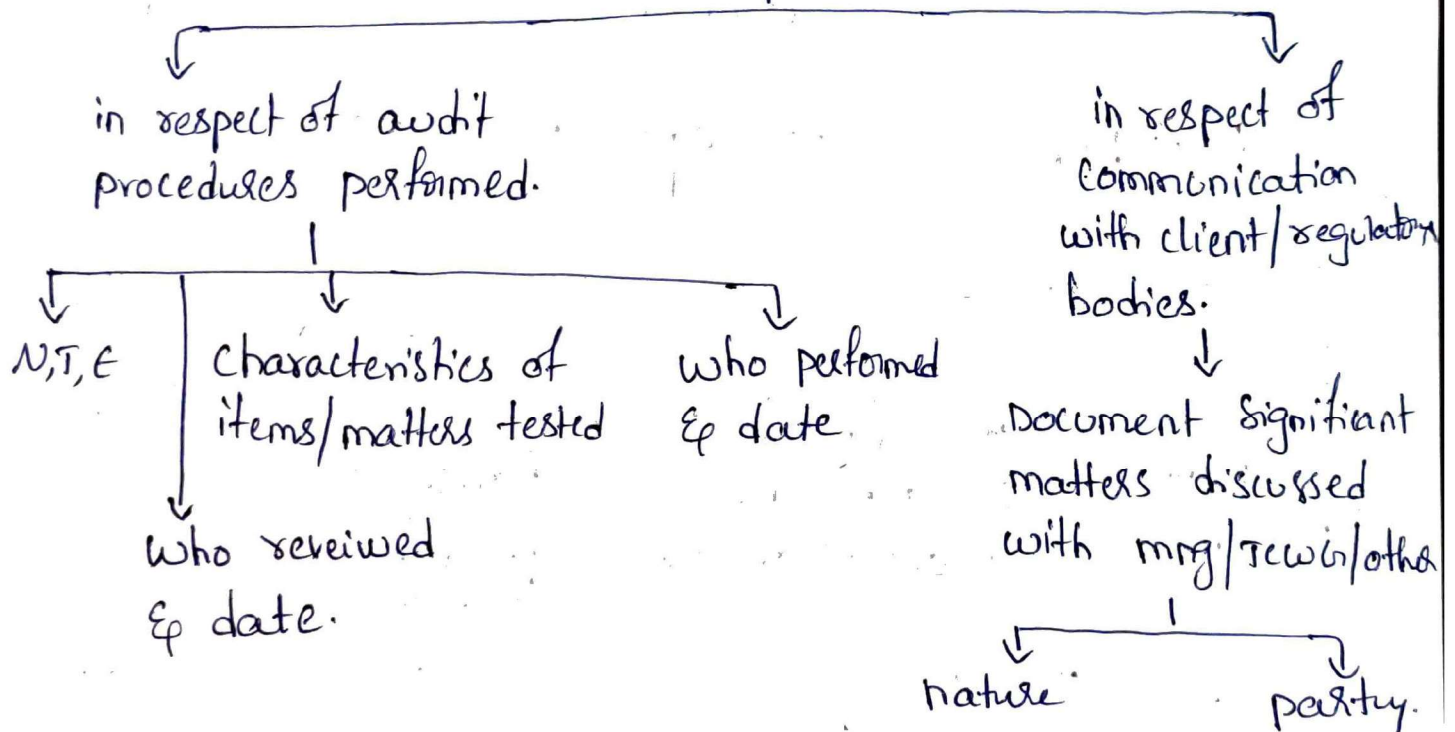 in respect of audit
procedures performed.
N,T,E
Characteristics of
items/matters tested
who performed
& date.
who reveiwed
& date.
in respect of
Communication
with client/regulatory
bodies.
Document Signifiant
matters discussed
with mng/TCWG/other
nature
party.